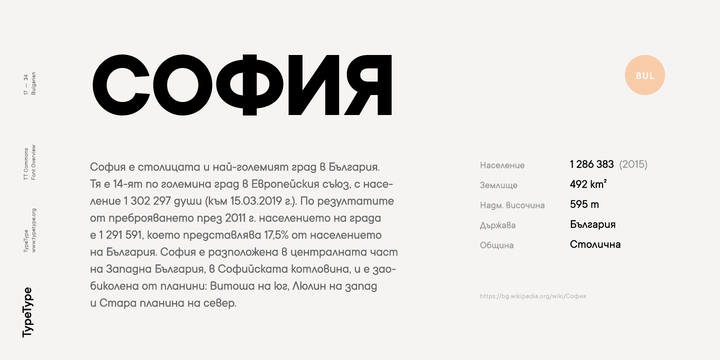 17 — 34
Bulgarian
TT Commons
Font Overview
TypeType
www.typetype.org
TypeType
СОФИЯ
BUL
София е столицата и най-големият град в България.
Тя е 14-ят по големина град в Европейския съюз, с насе-
ление 1 302 297 души (към 15.03.2019 г.). По резултатите
от преброяването през 2011 г. населението на града
е 1 291 591, което представлява 17,5% от населението
на България. София е разположена в централната част
на Западна България, в Софийската котловина, и е зао-
биколена от планини: Витоша на юг, Люлин на запад
и Стара планина на север.
Население 1 286 383 (2015)
Землище 492 km²
Надм. височина 595 m
Държава България
Община Столична
https://bg.wikipedia.org/wiki/София